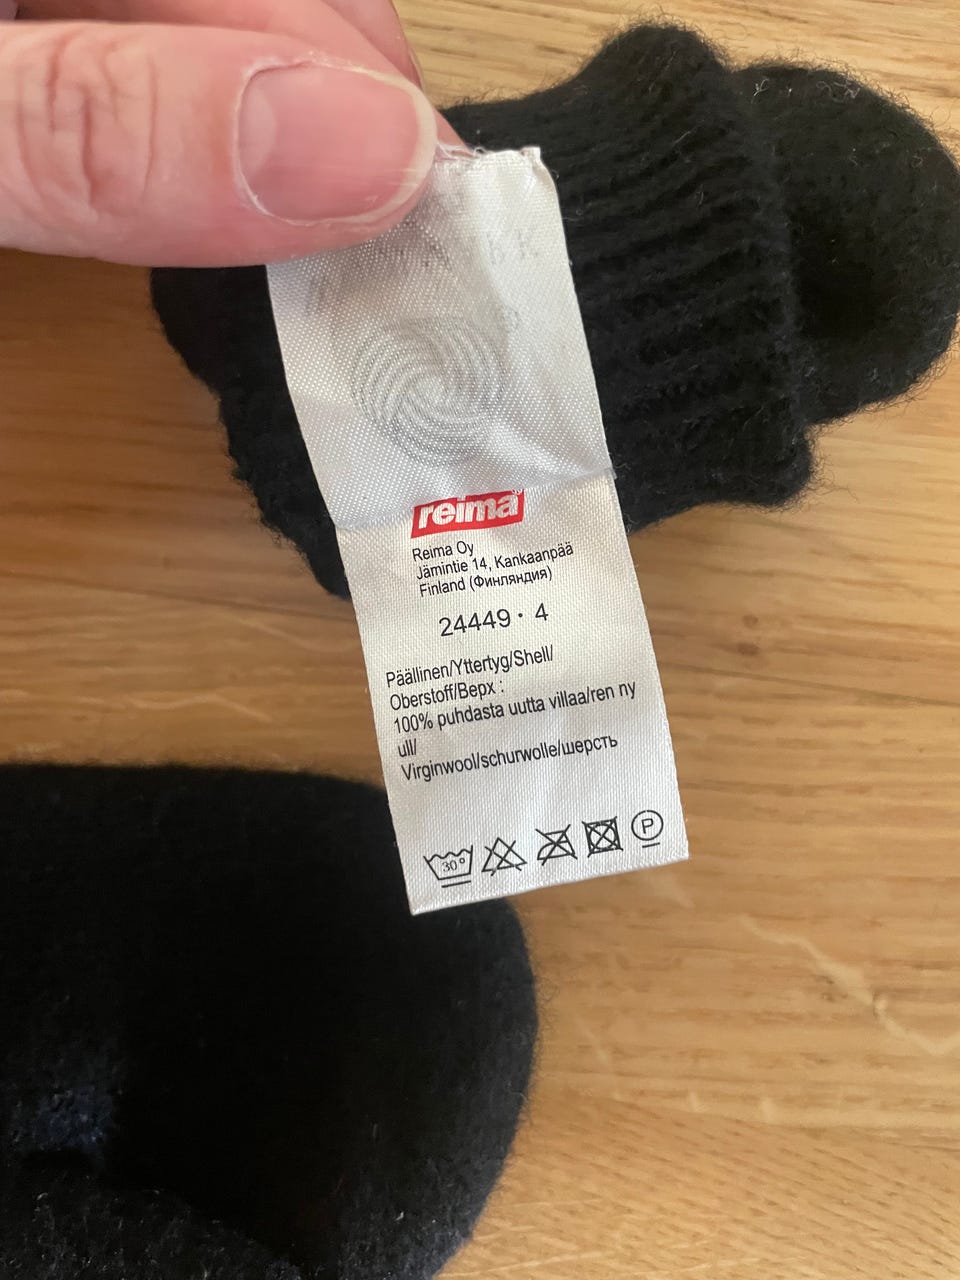 reima
Reima Oy
Jämintie 14, Kankaanpää
Finland (Финляндия)
24449 · 4
Päällinen/Yttertyg/Shell/
Oberstoff/Верх :
100% puhdasta uutta villaa/ren ny
ull/
Virginwool/schurwolle/шерсть
30°
P